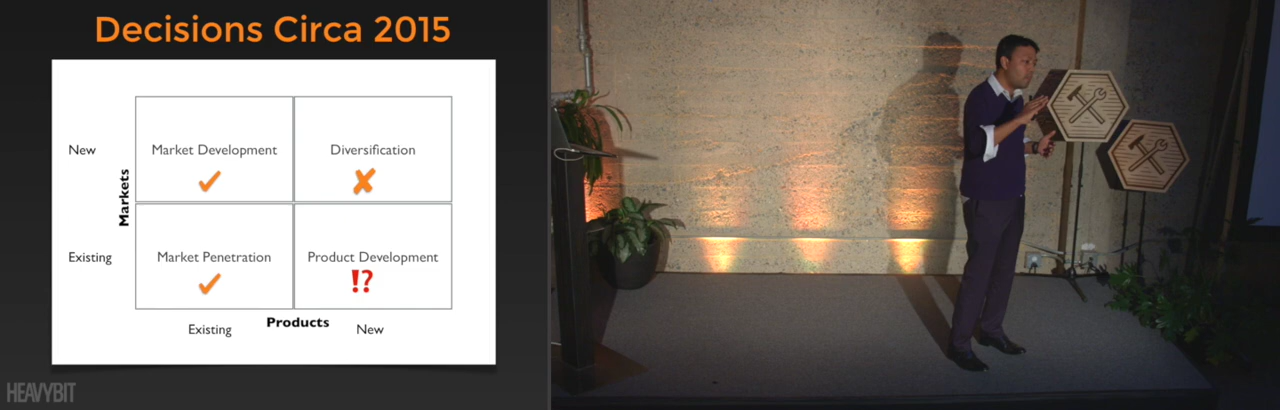 Decisions Circa 2015
New
Market Development
Diversification
✓
✘
Markets
Existing
Market Penetration
Product Development
✓
⁉
Products
Existing
New
HEAVYBIT